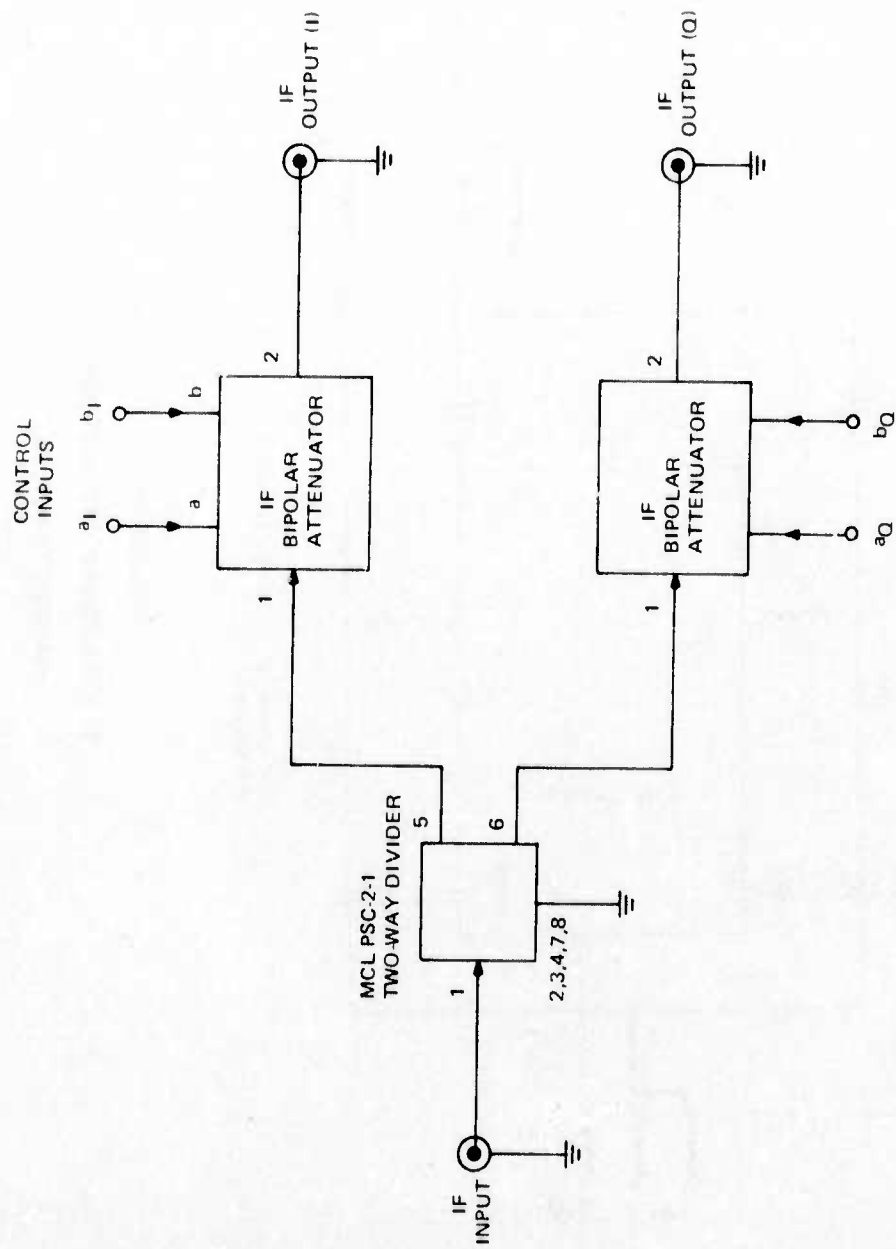 CONTROL
INPUTS
a_I
b_I
a
b
IF
BIPOLAR
ATTENUATOR
1
2
IF
OUTPUT (I)
MCL PSC-2-1
TWO-WAY DIVIDER
IF
INPUT
1
5
6
2,3,4,7,8
1
IF
BIPOLAR
ATTENUATOR
2
IF
OUTPUT (Q)
a_Q
b_Q